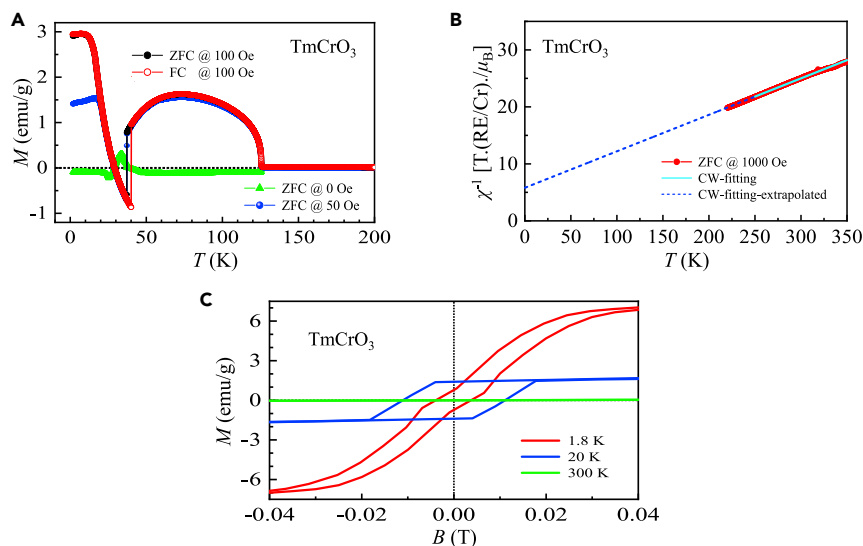 A
TmCrO3
ZFC @ 100 Oe
FC @ 100 Oe
ZFC @ 0 Oe
ZFC @ 50 Oe
M (emu/g)
3
2
1
0
-1
0 50 100 150 200
T (K)
B
TmCrO3
χ-1 [T.(RE/Cr)./μB]
30
20
10
0
ZFC @ 1000 Oe
CW-fitting
CW-fitting-extrapolated
0 50 100 150 200 250 300 350
T (K)
C
TmCrO3
M (emu/g)
6
3
0
-3
-6
1.8 K
20 K
300 K
-0.04 -0.02 0.00 0.02 0.04
B (T)